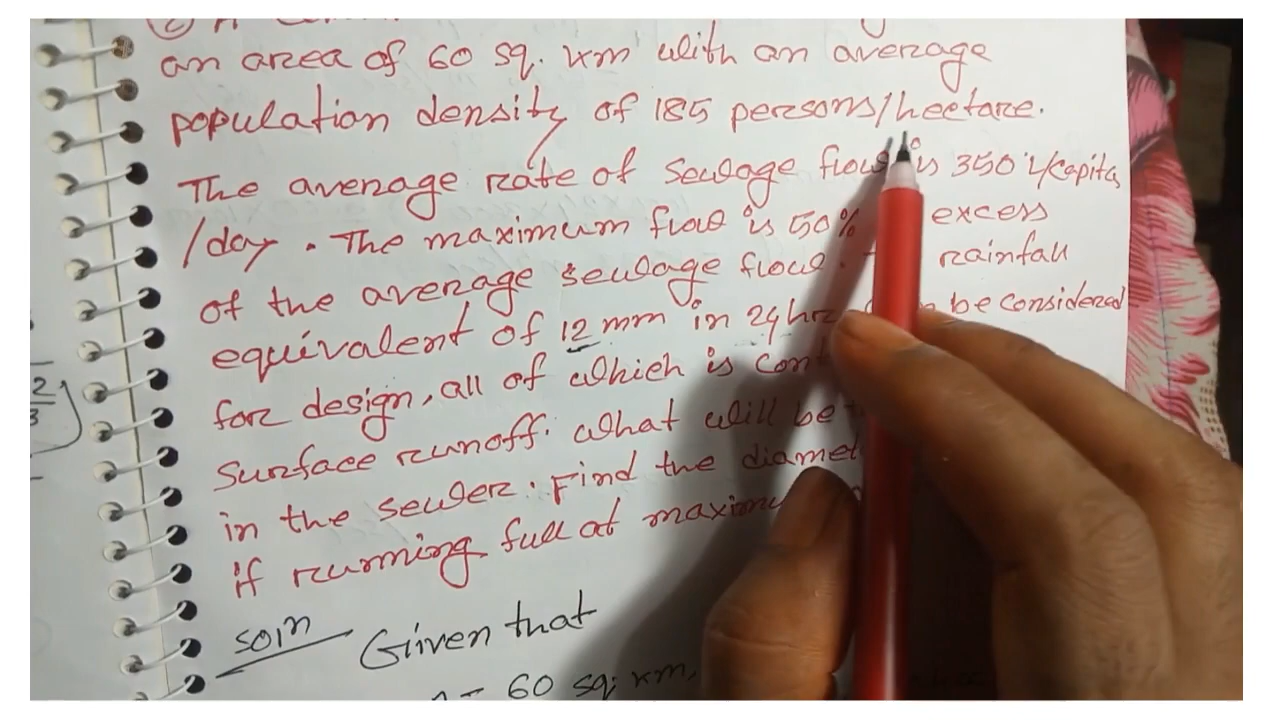 an area of 60 sq. km with an average
population density of 185 persons/hectare.
The average rate of sewage flow is 350 l/capita
/day. The maximum flow is 50% excess
of the average sewage flow. rainfall
equivalent of 12 mm in 24 hr be considered
for design, all of which is
surface runoff. what will be
in the sewer. Find the
if running full at
soln Given that
60 sq. km,